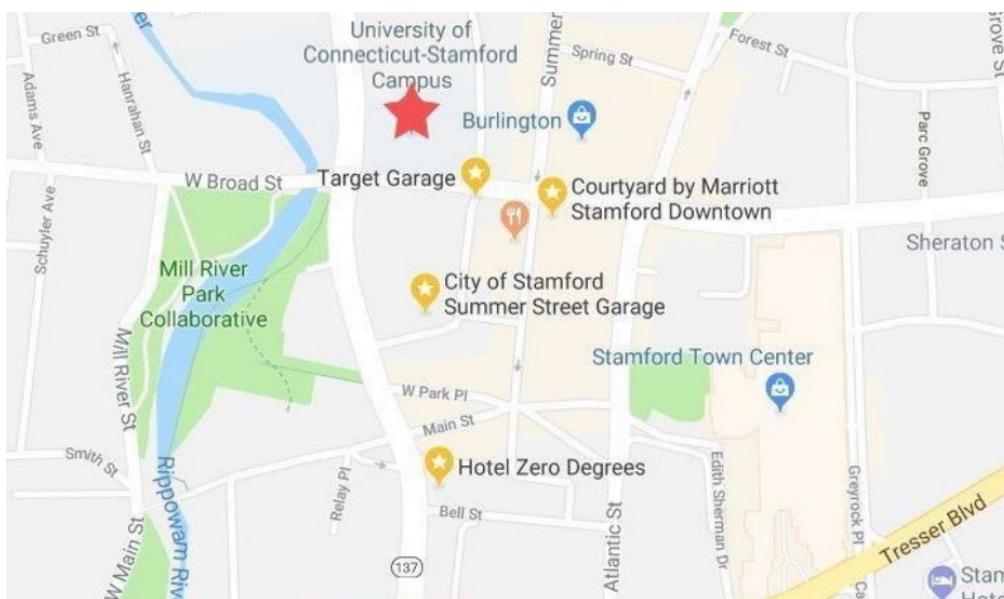 University of
Connecticut-Stamford
Campus
Green St
Summer
Spring St
Forest St
Grove St
Adams Ave
Hanrahan St
Burlington
Parc Grove
W Broad St
Target Garage
Courtyard by Marriott
Stamford Downtown
Schuyler Ave
Sheraton S
Mill River
Park
Collaborative
City of Stamford
Summer Street Garage
Mill River St
Stamford Town Center
W Park Pl
Main St
Smith St
Rippowam Rive
Relay Pl
Hotel Zero Degrees
Edith Sherman Dr
Greyrock Pl
W Main St
Bell St
Atlantic St
Tresser Blvd
137
Stam